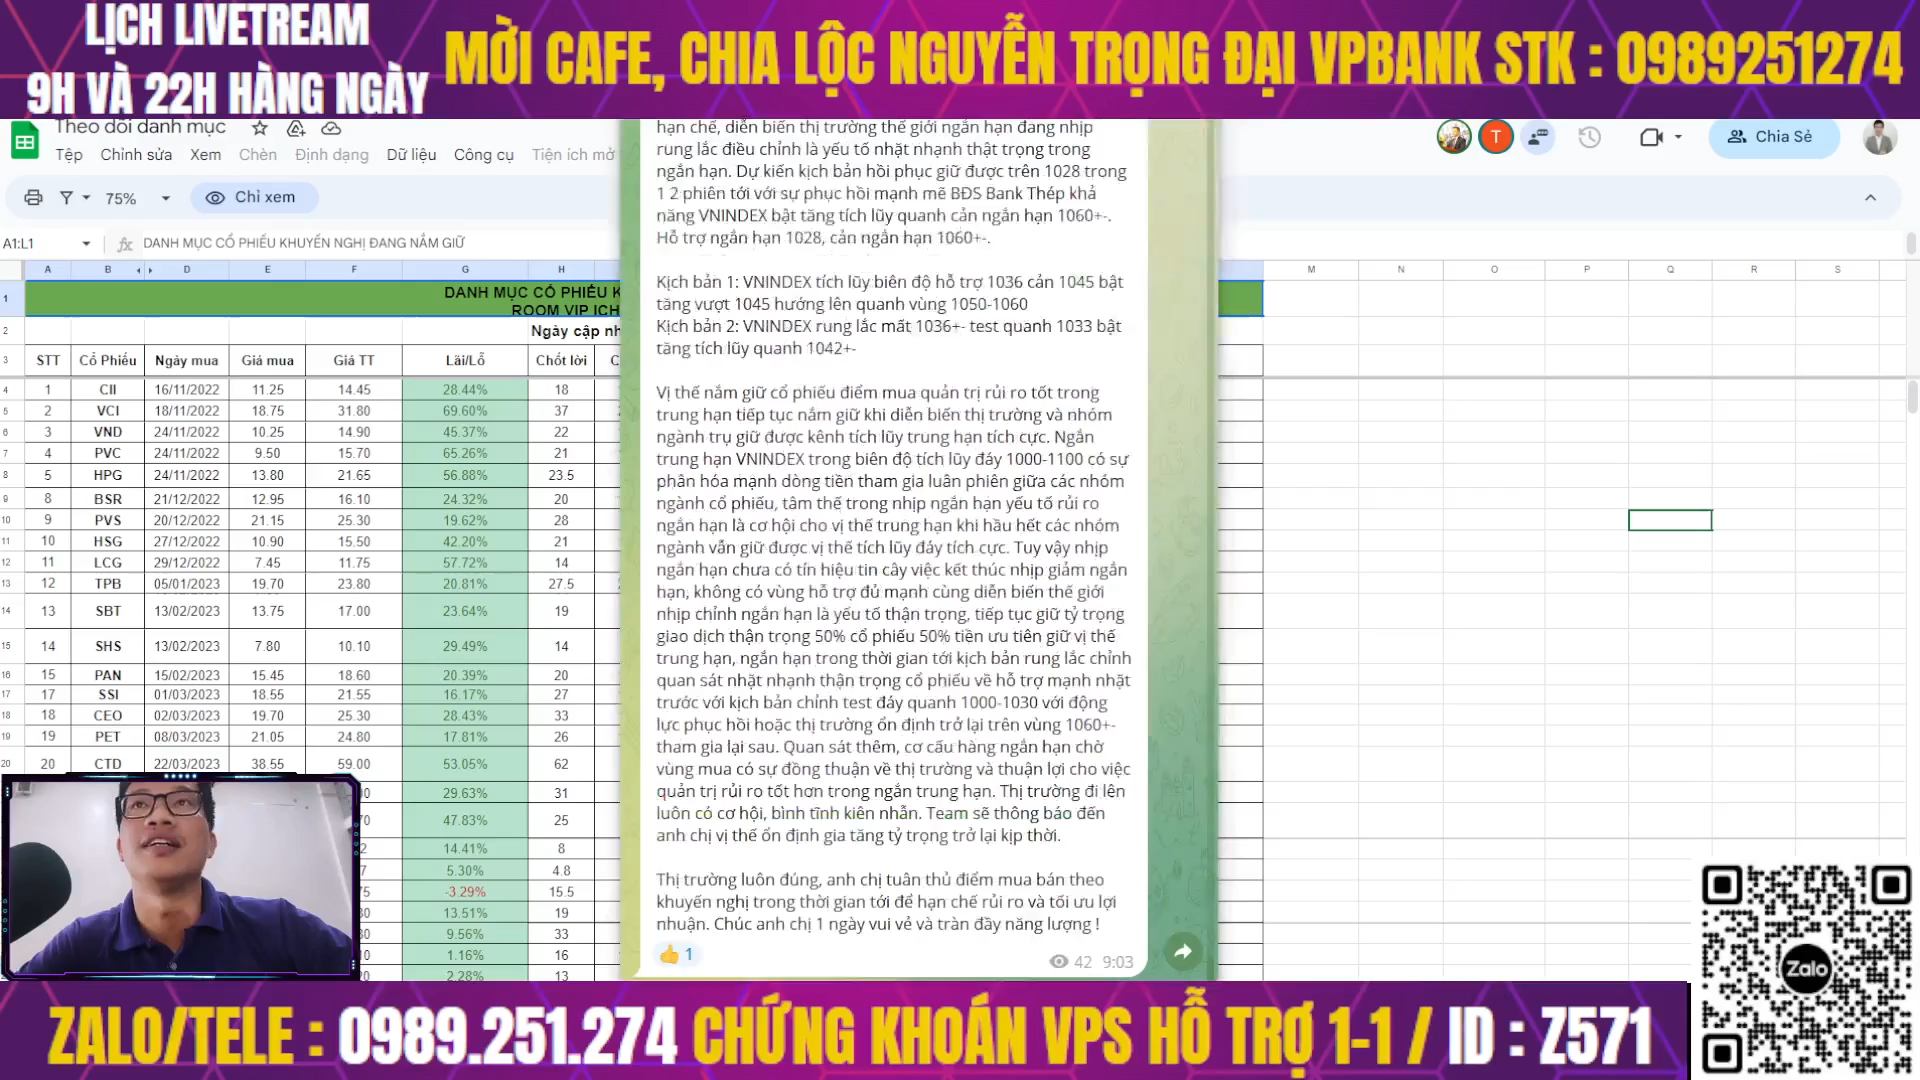 LỊCH LIVETREAM
9H VÀ 22H HÀNG NGÀY
MỜI CAFE, CHIA LỘC NGUYỄN TRỌNG ĐẠI VPBANK STK : 0989251274
Theo dõi danh mục
Tệp Chỉnh sửa Xem Chèn Định dạng Dữ liệu Công cụ Tiện ích mở
T
Chia Sẻ
75% Chỉ xem
A1:L1 fx DANH MỤC CỔ PHIẾU KHUYẾN NGHỊ ĐANG NẮM GIỮ
A B D E F G H M N O P Q R S
1 DANH MỤC CỔ PHIẾU K
ROOM VIP ICH
2 Ngày cập nh
3 STT Cổ Phiếu Ngày mua Giá mua Giá TT Lãi/Lỗ Chốt lời C
4 1 CII 16/11/2022 11.25 14.45 28.44% 18
5 2 VCI 18/11/2022 18.75 31.80 69.60% 37
6 3 VND 24/11/2022 10.25 14.90 45.37% 22
7 4 PVC 24/11/2022 9.50 15.70 65.26% 21
8 5 HPG 24/11/2022 13.80 21.65 56.88% 23.5
9 8 BSR 21/12/2022 12.95 16.10 24.32% 20
10 9 PVS 20/12/2022 21.15 25.30 19.62% 28
11 10 HSG 27/12/2022 10.90 15.50 42.20% 21
12 11 LCG 29/12/2022 7.45 11.75 57.72% 14
13 12 TPB 05/01/2023 19.70 23.80 20.81% 27.5
14 13 SBT 13/02/2023 13.75 17.00 23.64% 19
15 14 SHS 13/02/2023 7.80 10.10 29.49% 14
16 15 PAN 15/02/2023 15.45 18.60 20.39% 20
17 17 SSI 01/03/2023 18.55 21.55 16.17% 27
18 18 CEO 02/03/2023 19.70 25.30 28.43% 33
19 19 PET 08/03/2023 21.05 24.80 17.81% 26
20 20 CTD 22/03/2023 38.55 59.00 53.05% 62
29.63% 31
47.83% 25
14.41% 8
5.30% 4.8
-3.29% 15.5
13.51% 19
9.56% 33
1.16% 16
2.28% 13
hạn chế, diễn biến thị trường thế giới ngắn hạn đang nhịp
rung lắc điều chỉnh là yếu tố nhặt nhạnh thật trọng trong
ngắn hạn. Dự kiến kịch bản hồi phục giữ được trên 1028 trong
1 2 phiên tới với sự phục hồi mạnh mẽ BĐS Bank Thép khả
năng VNINDEX bật tăng tích lũy quanh cản ngắn hạn 1060+-.
Hỗ trợ ngắn hạn 1028, cản ngắn hạn 1060+-.
Kịch bản 1: VNINDEX tích lũy biên độ hỗ trợ 1036 cản 1045 bật
tăng vượt 1045 hướng lên quanh vùng 1050-1060
Kịch bản 2: VNINDEX rung lắc mất 1036+- test quanh 1033 bật
tăng tích lũy quanh 1042+-
Vị thế nắm giữ cổ phiếu điểm mua quản trị rủi ro tốt trong
trung hạn tiếp tục nắm giữ khi diễn biến thị trường và nhóm
ngành trụ giữ được kênh tích lũy trung hạn tích cực. Ngắn
trung hạn VNINDEX trong biên độ tích lũy đáy 1000-1100 có sự
phân hóa mạnh dòng tiền tham gia luân phiên giữa các nhóm
ngành cổ phiếu, tâm thế trong nhịp ngắn hạn yếu tố rủi ro
ngắn hạn là cơ hội cho vị thế trung hạn khi hầu hết các nhóm
ngành vẫn giữ được vị thế tích lũy đáy tích cực. Tuy vậy nhịp
ngắn hạn chưa có tín hiệu tin cây việc kết thúc nhịp giảm ngắn
hạn, không có vùng hỗ trợ đủ mạnh cùng diễn biến thế giới
nhịp chỉnh ngắn hạn là yếu tố thận trọng, tiếp tục giữ tỷ trọng
giao dịch thận trọng 50% cổ phiếu 50% tiền ưu tiên giữ vị thế
trung hạn, ngắn hạn trong thời gian tới kịch bản rung lắc chỉnh
quan sát nhặt nhạnh thận trọng cổ phiếu về hỗ trợ mạnh nhặt
trước với kịch bản chỉnh test đáy quanh 1000-1030 với động
lực phục hồi hoặc thị trường ổn định trở lại trên vùng 1060+-
tham gia lại sau. Quan sát thêm, cơ cấu hàng ngắn hạn chờ
vùng mua có sự đồng thuận về thị trường và thuận lợi cho việc
quản trị rủi ro tốt hơn trong ngắn trung hạn. Thị trường đi lên
luôn có cơ hội, bình tĩnh kiên nhẫn. Team sẽ thông báo đến
anh chị vị thế ổn định gia tăng tỷ trọng trở lại kịp thời.
Thị trường luôn đúng, anh chị tuân thủ điểm mua bán theo
khuyến nghị trong thời gian tới để hạn chế rủi ro và tối ưu lợi
nhuận. Chúc anh chị 1 ngày vui vẻ và tràn đầy năng lượng !
👍 1 42 9:03
Zalo
ZALO/TELE : 0989.251.274 CHỨNG KHOÁN VPS HỖ TRỢ 1-1 / ID : Z571